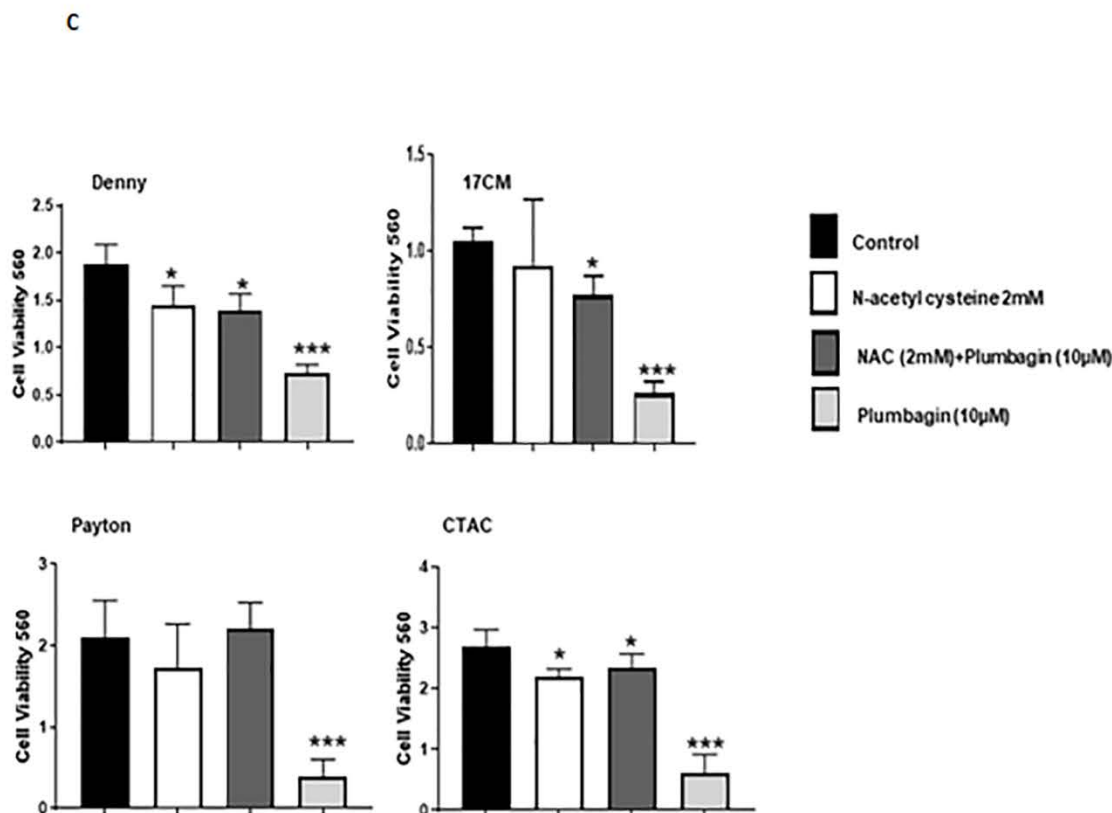 C
Denny
2.5
2.0
1.5
1.0
0.5
0.0
Cell Viability 560
*
*
***
17CM
1.5
1.0
0.5
0.0
Cell Viability 560
*
***
Control
N-acetyl cysteine 2mM
NAC (2mM)+Plumbagin (10µM)
Plumbagin (10µM)
Payton
3
2
1
0
Cell Viability 560
***
CTAC
4
3
2
1
0
Cell Viability 560
*
*
***